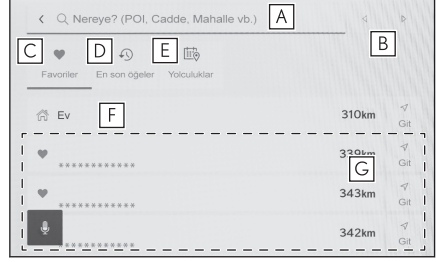 Nereye? (POI, Cadde, Mahalle vb.) A
B
C D E
Favoriler En son öğeler Yolculuklar
F
Ev 310km Git
339km Git
************
G
343km Git
************
342km Git
************